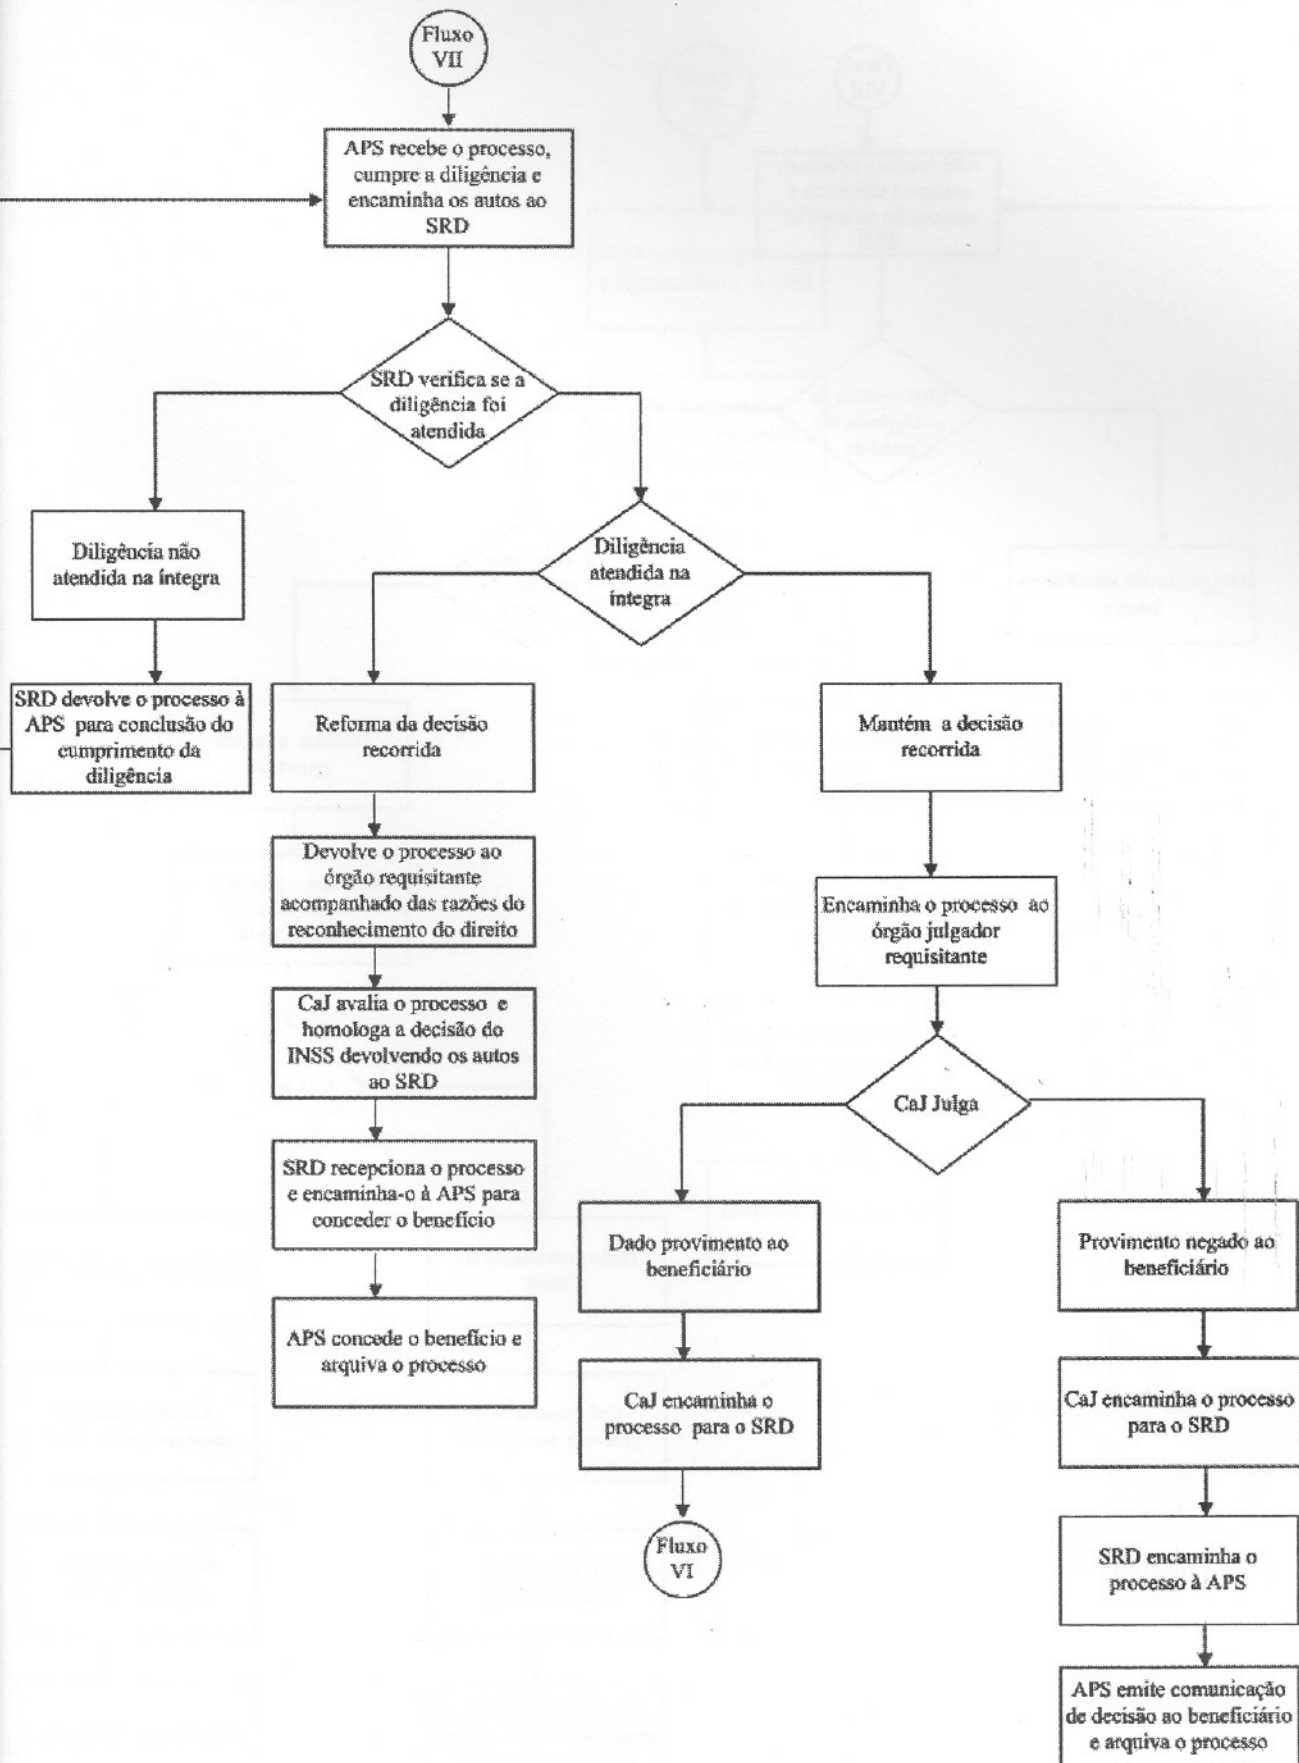 Fluxo
VII
APS recebe o processo,
cumpre a diligência e
encaminha os autos ao
SRD
SRD verifica se a
diligência foi
atendida
Diligência não
atendida na íntegra
Diligência
atendida na
íntegra
SRD devolve o processo à
APS para conclusão do
cumprimento da
diligência
Reforma da decisão
recorrida
Mantém a decisão
recorrida
Devolve o processo ao
órgão requisitante
acompanhado das razões do
reconhecimento do direito
Encaminha o processo ao
órgão julgador
requisitante
CaJ avalia o processo e
homologa a decisão do
INSS devolvendo os autos
ao SRD
CaJ Julga
SRD recepciona o processo
e encaminha-o à APS para
conceder o benefício
Dado provimento ao
beneficiário
Provimento negado ao
beneficiário
APS concede o benefício e
arquiva o processo
CaJ encaminha o
processo para o SRD
CaJ encaminha o processo
para o SRD
Fluxo
VI
SRD encaminha o
processo à APS
APS emite comunicação
de decisão ao beneficiário
e arquiva o processo